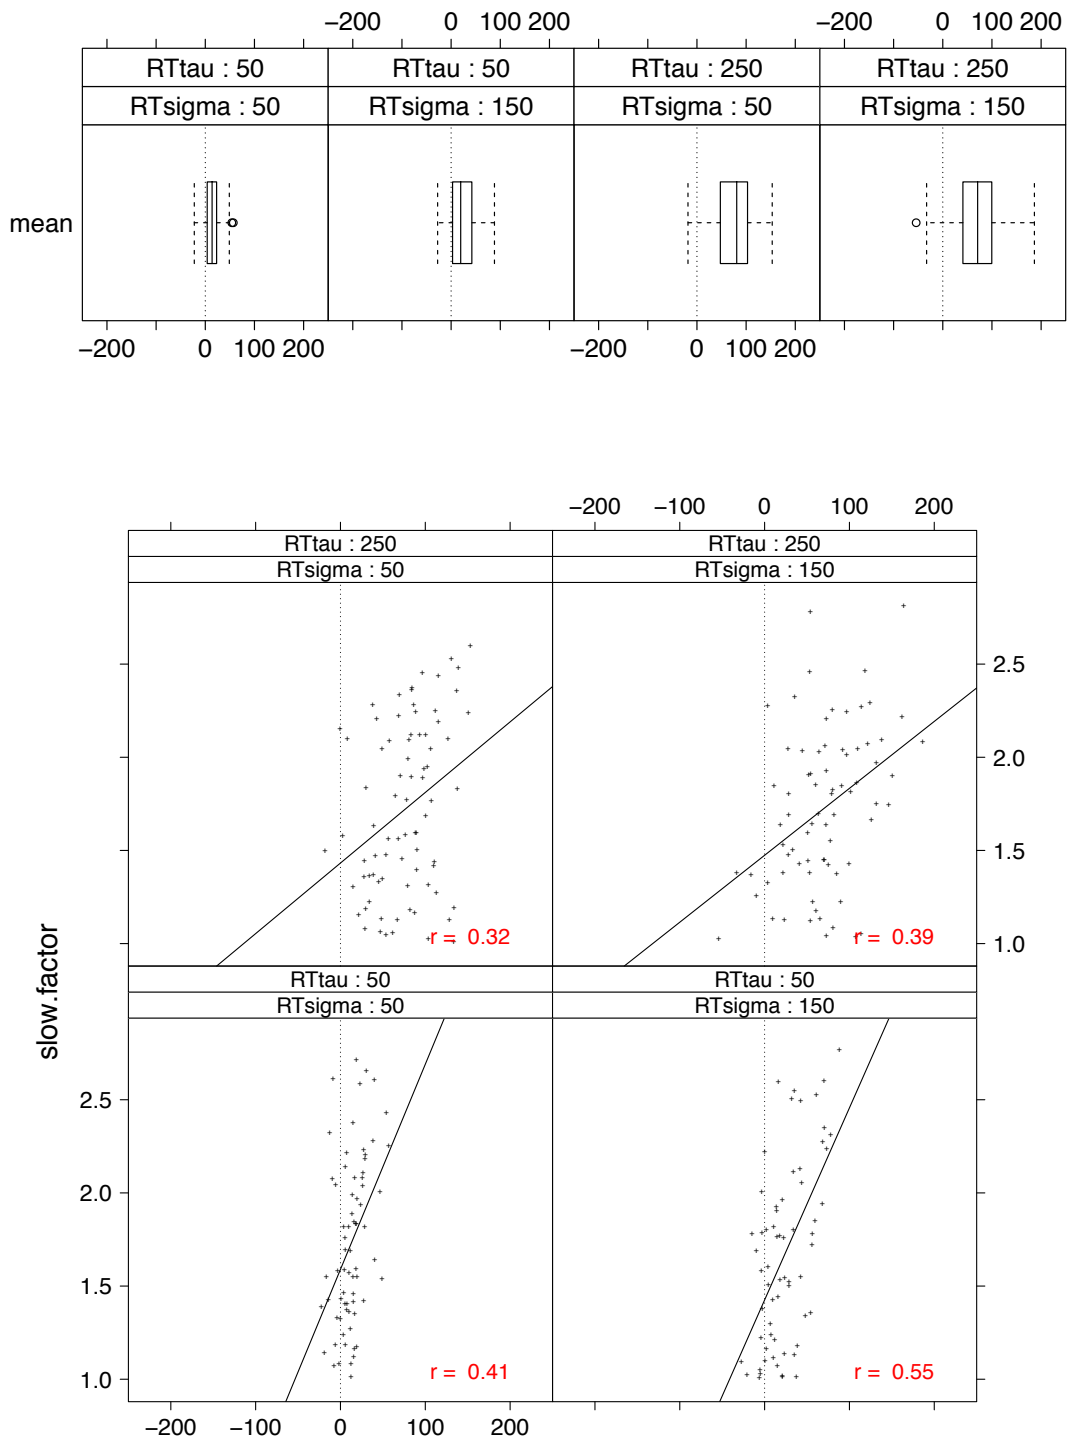 −200 0 100 200 −200 0 100 200
RTtau : 50 RTtau : 50 RTtau : 250 RTtau : 250
RTsigma : 50 RTsigma : 150 RTsigma : 50 RTsigma : 150
mean
−200 0 100 200 −200 0 100 200
−200 −100 0 100 200
RTtau : 250 RTtau : 250
RTsigma : 50 RTsigma : 150
2.5
2.0
1.5
r = 0.32 r = 0.39 1.0
slow.factor
RTtau : 50 RTtau : 50
RTsigma : 50 RTsigma : 150
2.5
2.0
1.5
1.0 r = 0.41 r = 0.55
−200 −100 0 100 200